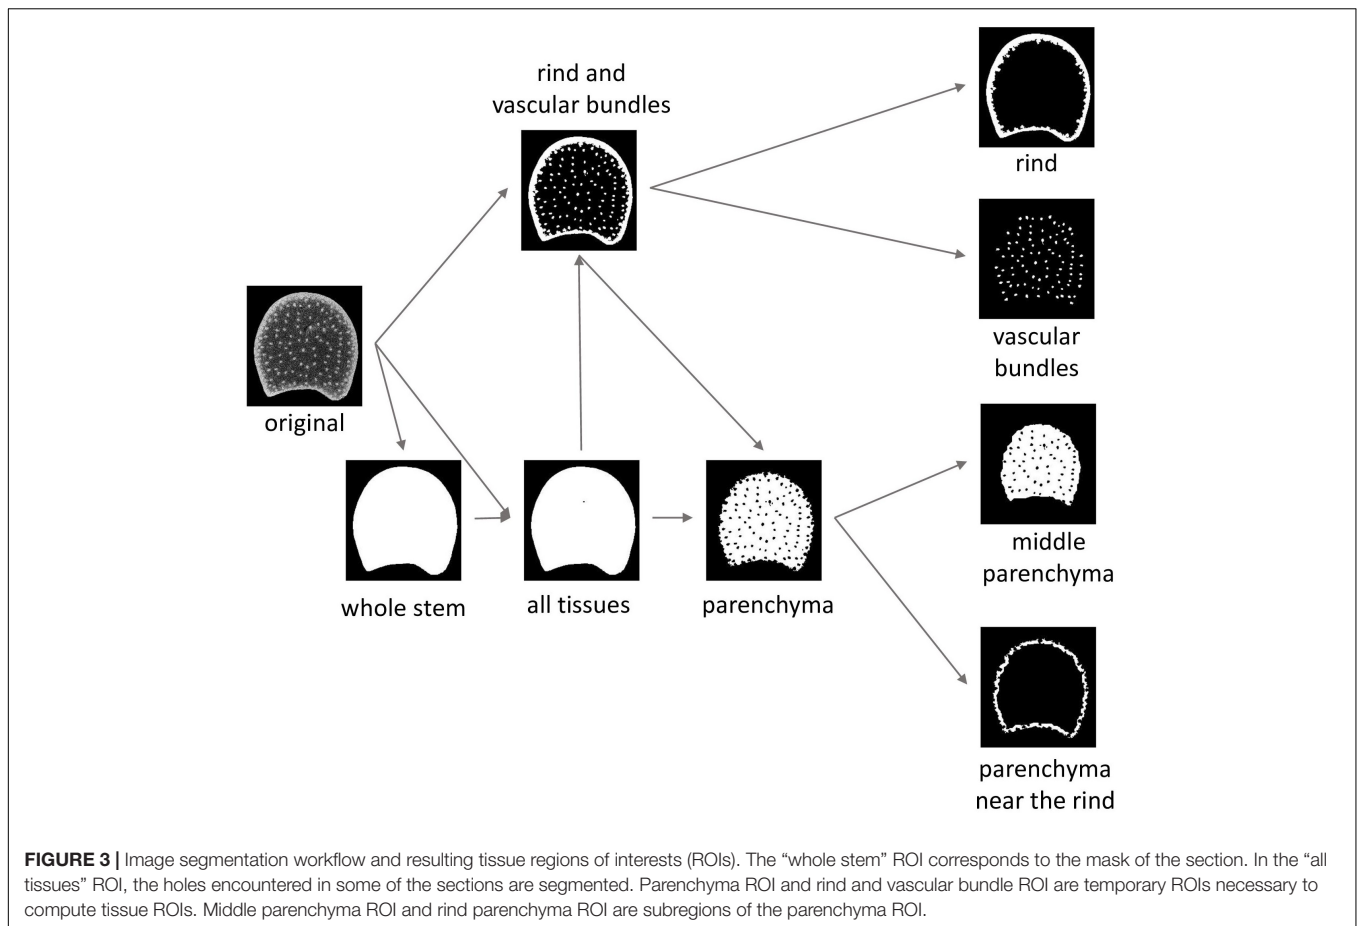 rind and
vascular bundles
rind
vascular
bundles
original
middle
parenchyma
whole stem
all tissues
parenchyma
parenchyma
near the rind
FIGURE 3 | Image segmentation workflow and resulting tissue regions of interests (ROIs). The “whole stem” ROI corresponds to the mask of the section. In the “all
tissues” ROI, the holes encountered in some of the sections are segmented. Parenchyma ROI and rind and vascular bundle ROI are temporary ROIs necessary to
compute tissue ROIs. Middle parenchyma ROI and rind parenchyma ROI are subregions of the parenchyma ROI.